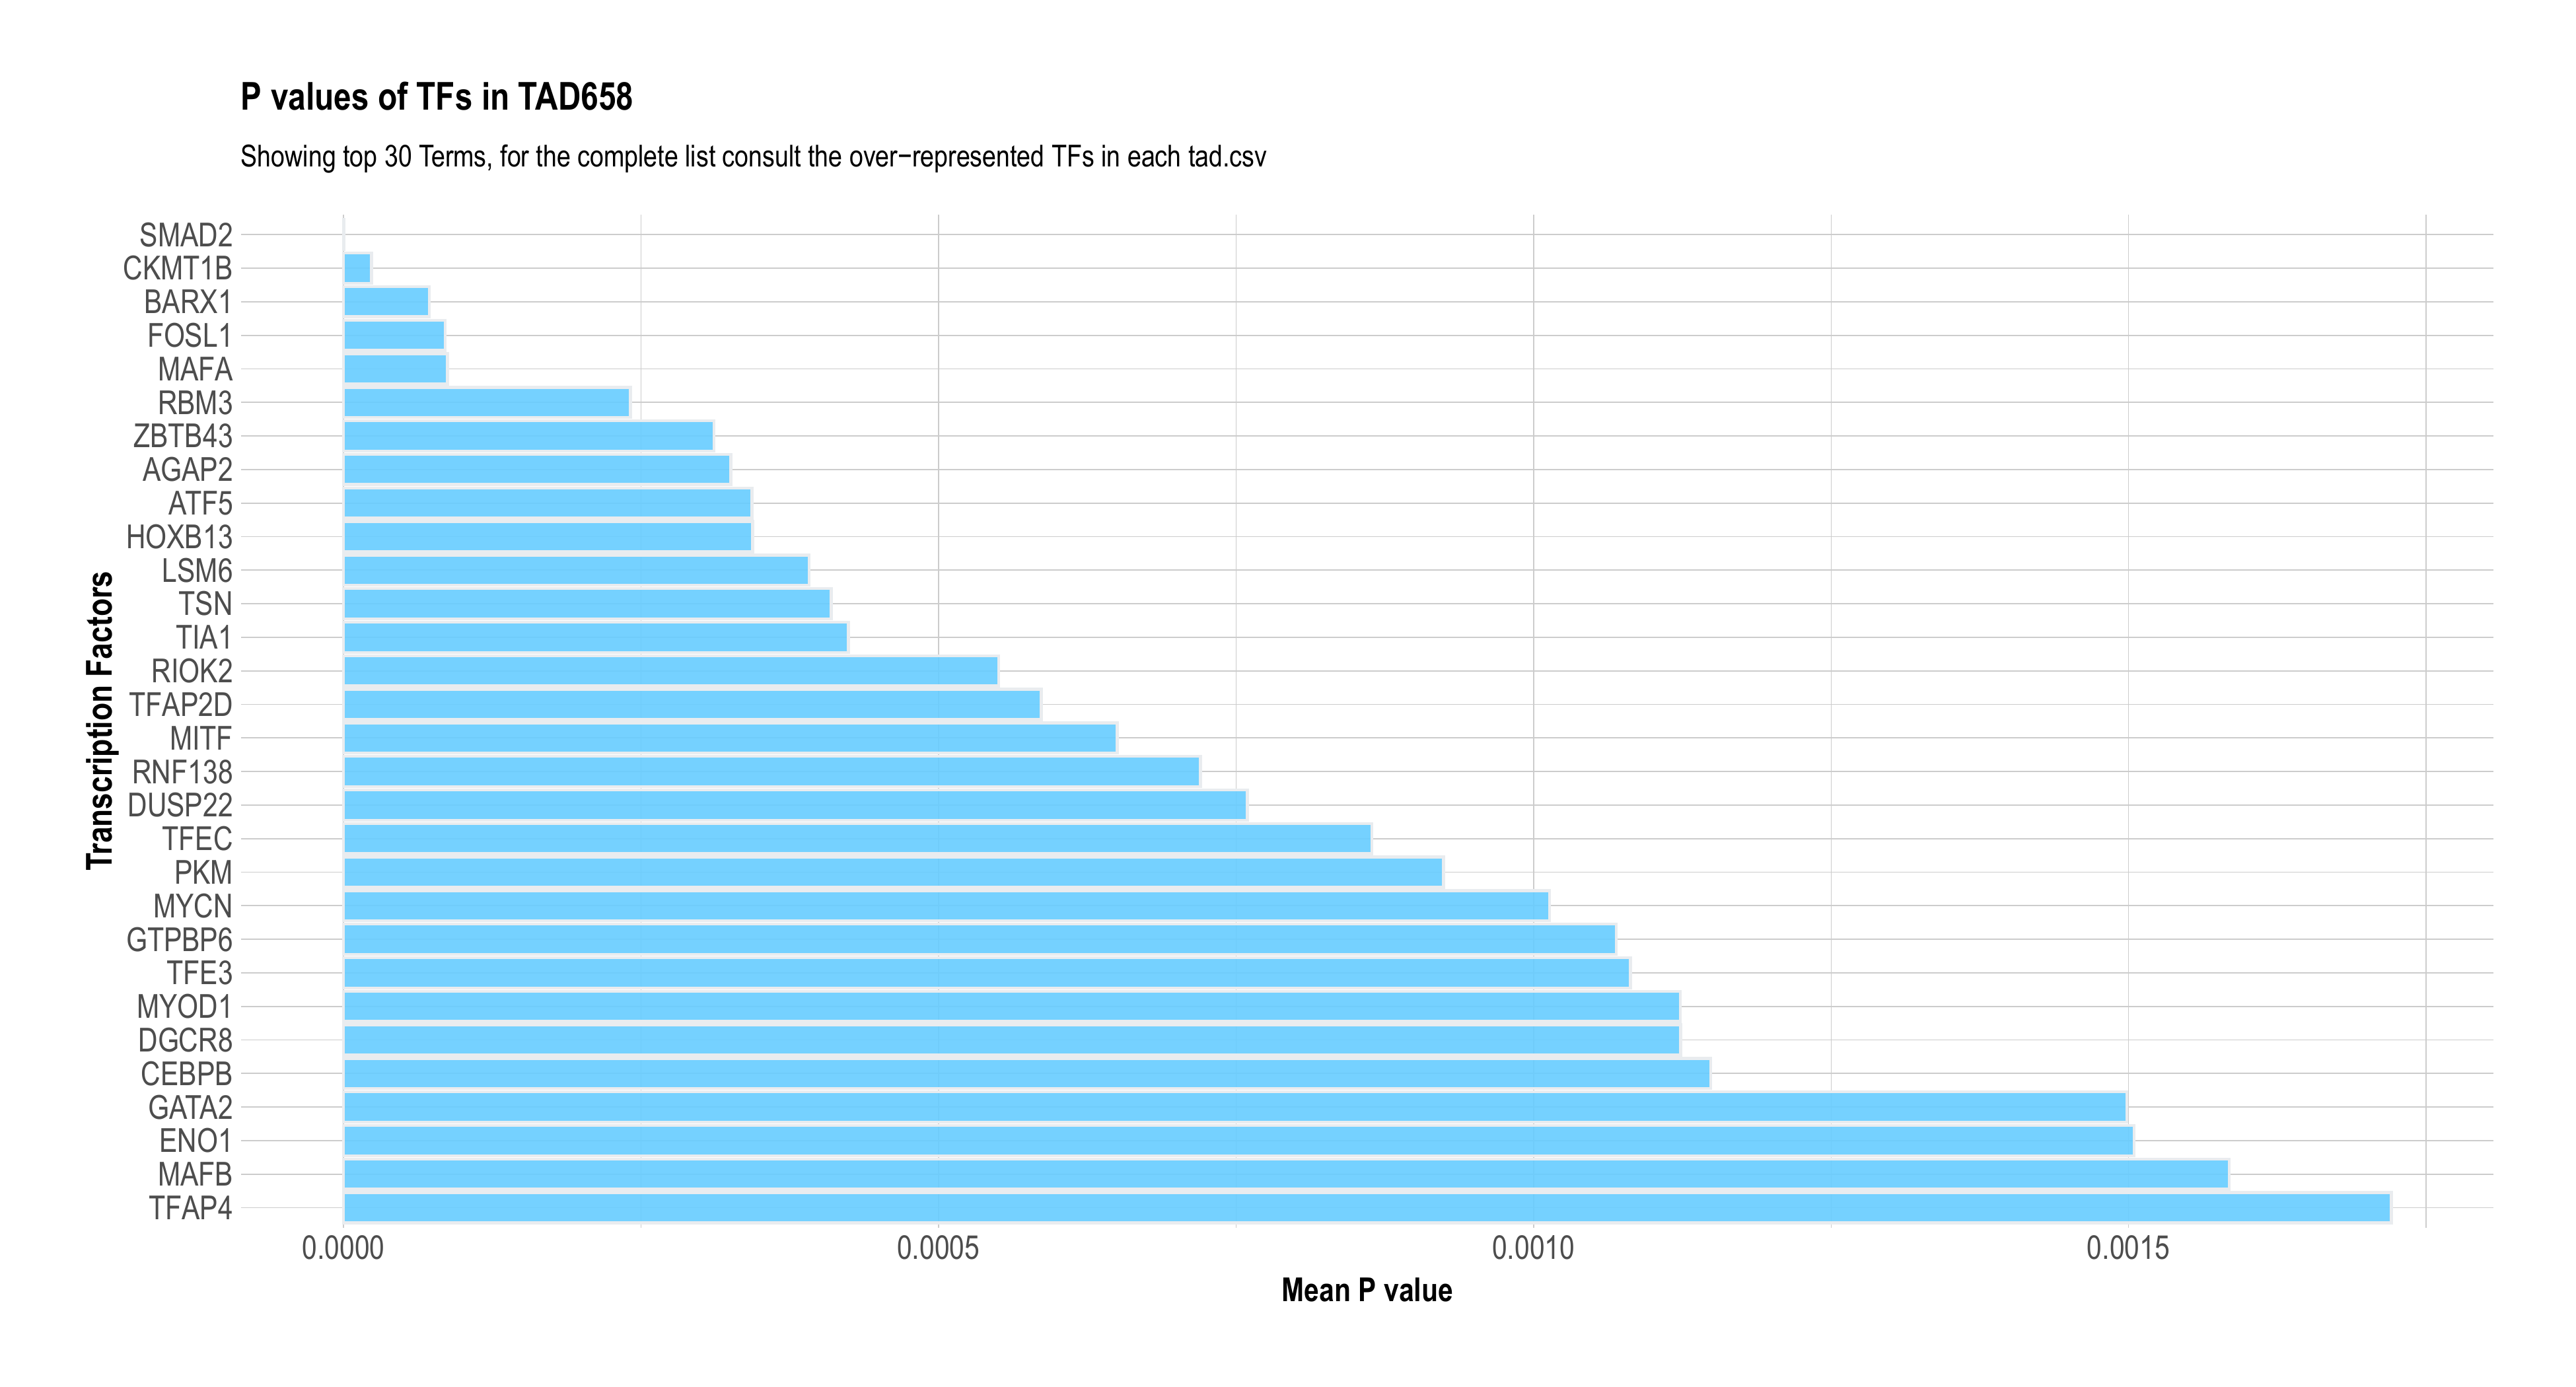 P values of TFs in TAD658
Showing top 30 Terms, for the complete list consult the over−represented TFs in each tad.csv
Transcription Factors
SMAD2
CKMT1B
BARX1
FOSL1
MAFA
RBM3
ZBTB43
AGAP2
ATF5
HOXB13
LSM6
TSN
TIA1
RIOK2
TFAP2D
MITF
RNF138
DUSP22
TFEC
PKM
MYCN
GTPBP6
TFE3
MYOD1
DGCR8
CEBPB
GATA2
ENO1
MAFB
TFAP4
0.0000 0.0005 0.0010 0.0015
Mean P value